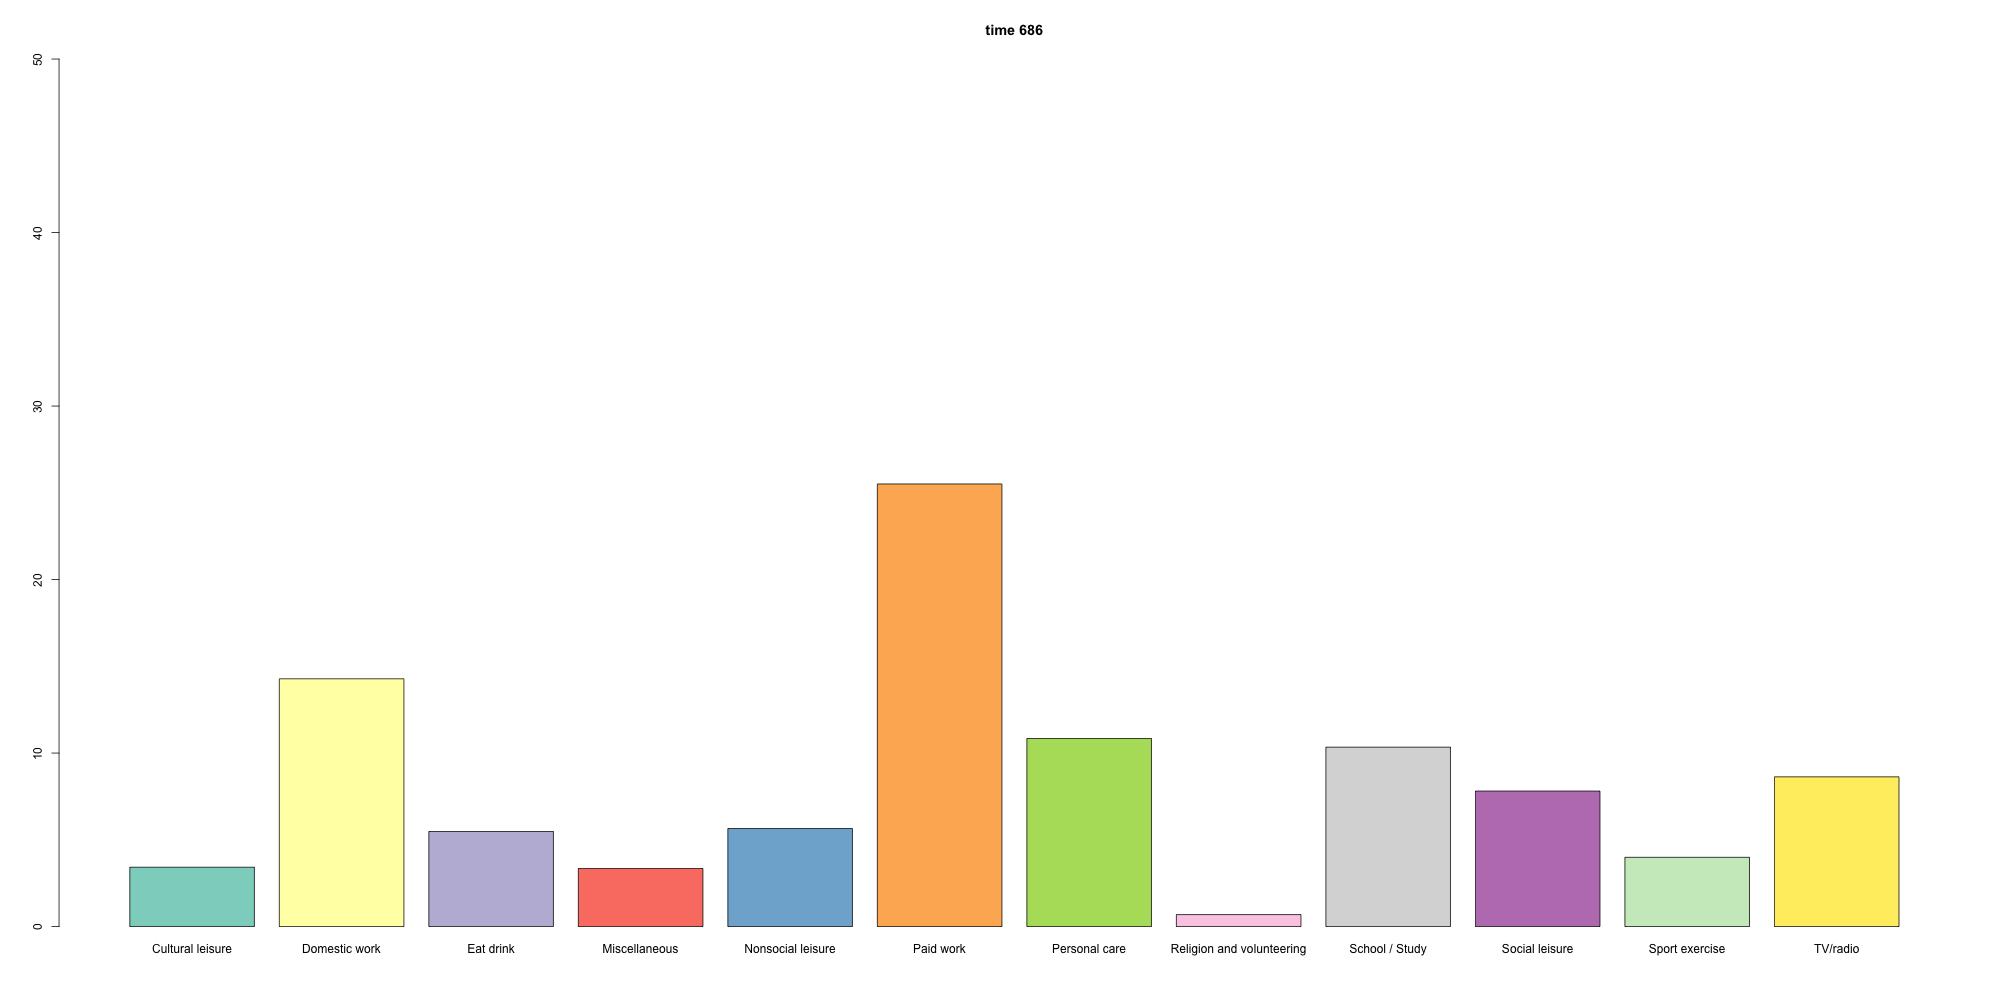 time 686
50
40
30
20
10
0
Cultural leisure
Domestic work
Eat drink
Miscellaneous
Nonsocial leisure
Paid work
Personal care
Religion and volunteering
School / Study
Social leisure
Sport exercise
TV/radio